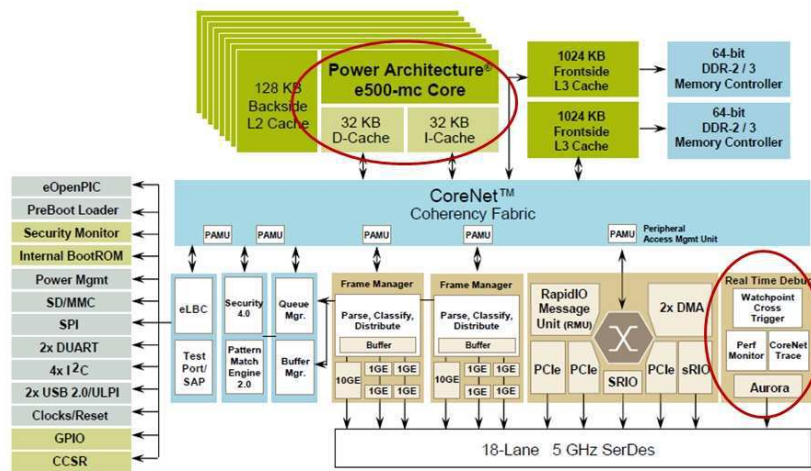 128 KB
Backside
L2 Cache
Power Architecture®
e500-mc Core
32 KB
D-Cache
32 KB
I-Cache
1024 KB
Frontside
L3 Cache
64-bit
DDR-2 / 3
Memory Controller
1024 KB
Frontside
L3 Cache
64-bit
DDR-2 / 3
Memory Controller
eOpenPIC
PreBoot Loader
Security Monitor
Internal BootROM
Power Mgmt
SD/MMC
SPI
2x DUART
4x I²C
2x USB 2.0/ULPI
Clocks/Reset
GPIO
CCSR
CoreNet™
Coherency Fabric
PAMU
PAMU
PAMU
PAMU
PAMU
Peripheral
Access Mgmt Unit
eLBC
Test
Port/
SAP
Security
4.0
Pattern
Match
Engine
2.0
Queue
Mgr.
Buffer
Mgr.
Frame Manager
Parse, Classify,
Distribute
Buffer
10GE
1GE
1GE
1GE
1GE
Frame Manager
Parse, Classify,
Distribute
Buffer
10GE
1GE
1GE
1GE
1GE
RapidIO
Message
Unit (RMU)
2x DMA
PCIe
PCIe
SRIO
PCIe
sRIO
Real Time Debug
Watchpoint
Cross
Trigger
Perf
Monitor
CoreNet
Trace
Aurora
18-Lane 5 GHz SerDes